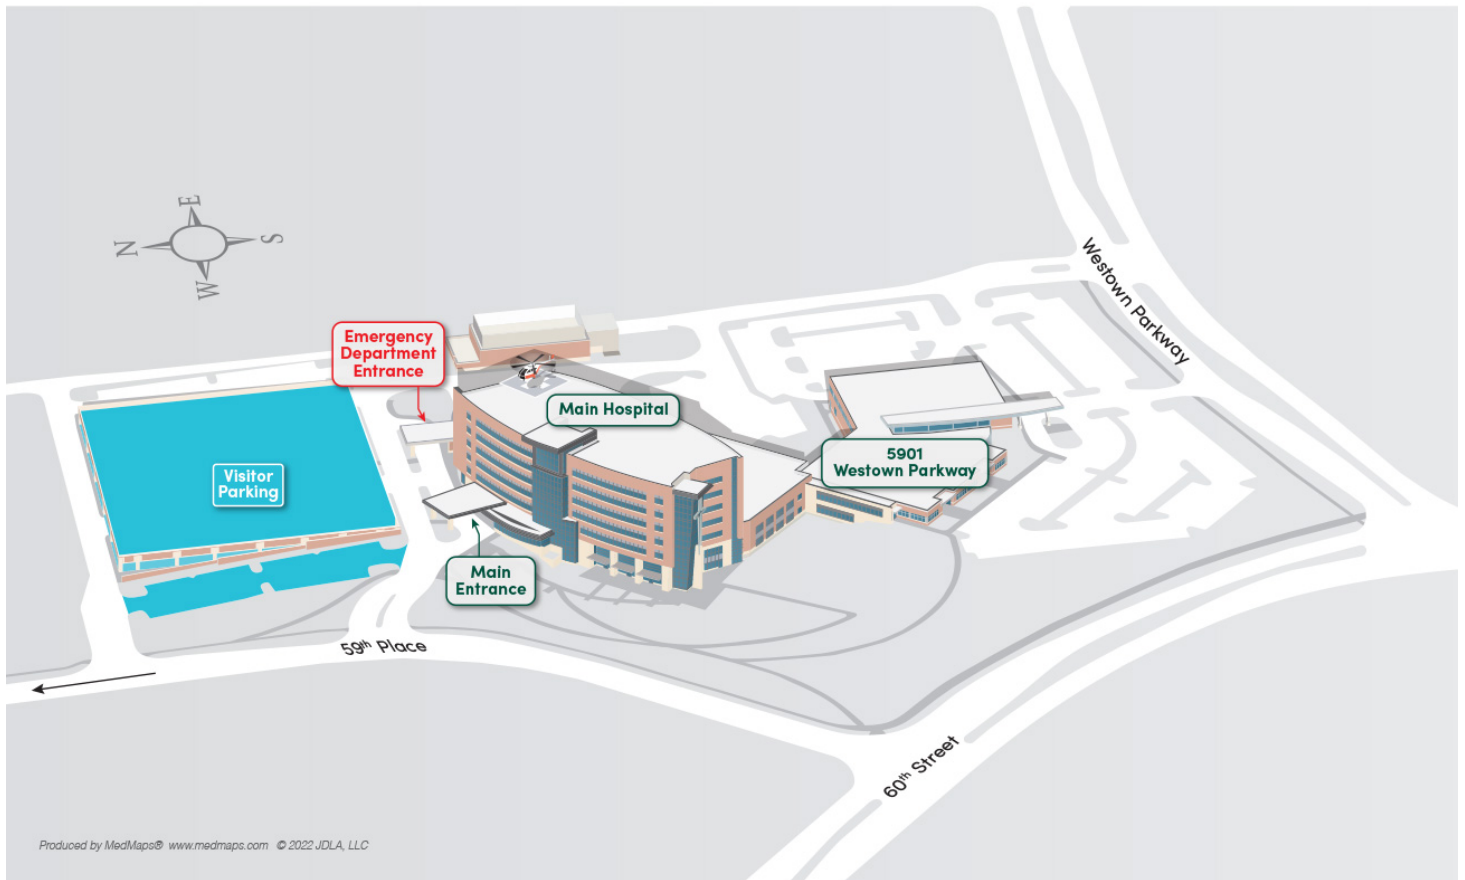 E
N
S
W
Westown Parkway
Emergency
Department
Entrance
Main Hospital
5901
Westown Parkway
Visitor
Parking
Main
Entrance
59th Place
60th Street
Produced by MedMaps® www.medmaps.com © 2022 JDLA, LLC